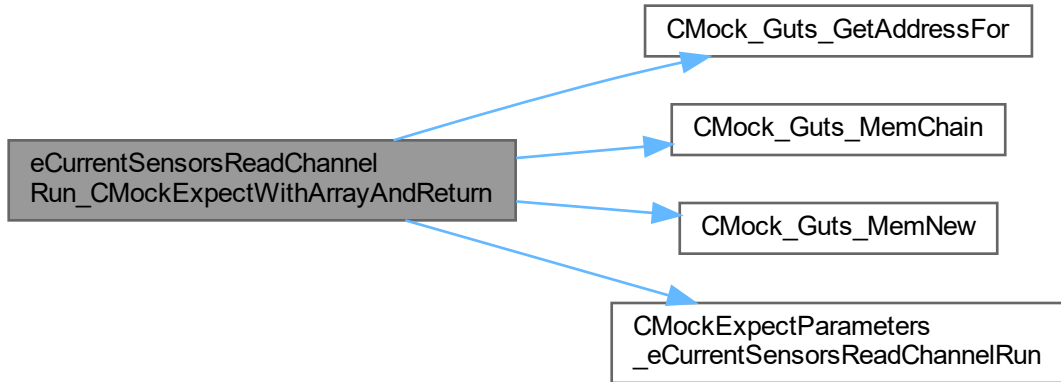 eCurrentSensorsReadChannel
Run_CMockExpectWithArrayAndReturn
CMock_Guts_GetAddressFor
CMock_Guts_MemChain
CMock_Guts_MemNew
CMockExpectParameters
_eCurrentSensorsReadChannelRun